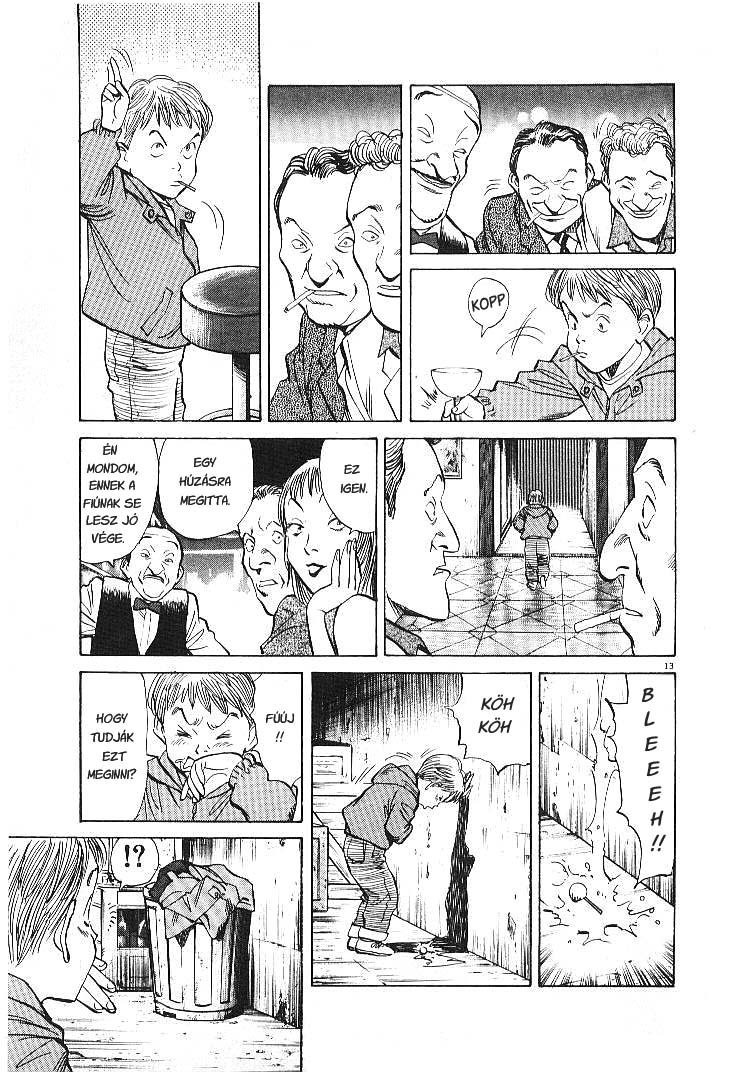 KOPP
EZ
IGEN.
EGY
HÚZÁSRA
MEGITTA.
ÉN
MONDOM,
ENNEK A
FIÚNAK SE
LESZ JÓ
VÉGE.
13
BLEEEEH!!
KÖH
KÖH
FÚÚJ
!!
HOGY
TUDJÁK
EZT
MEGINNI?
!?